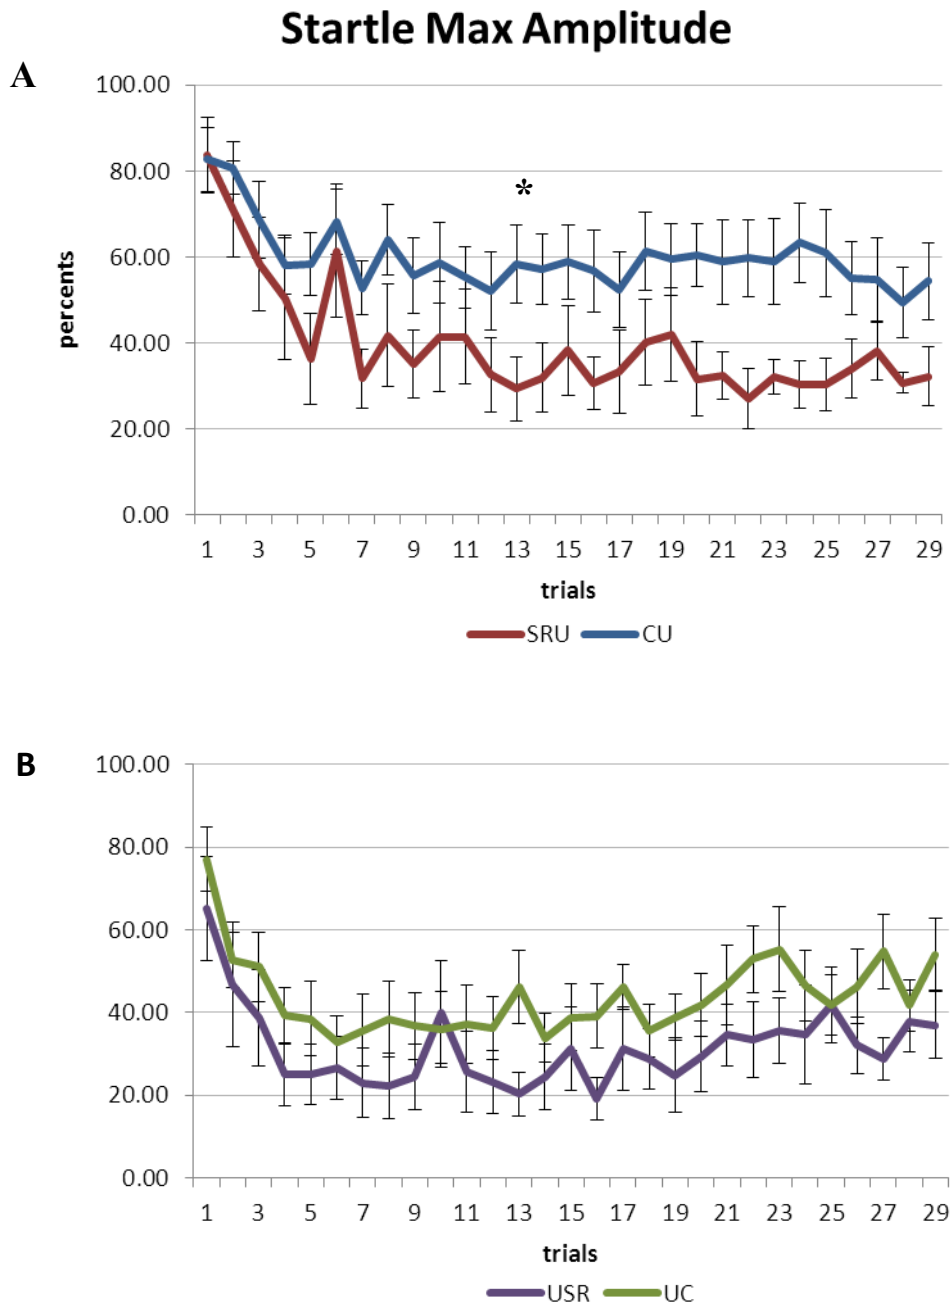 Startle Max Amplitude
A
100.00
80.00
60.00
40.00
20.00
0.00
percents
*
1 3 5 7 9 11 13 15 17 19 21 23 25 27 29
trials
SRU CU
B
100.00
80.00
60.00
40.00
20.00
0.00
1 3 5 7 9 11 13 15 17 19 21 23 25 27 29
trials
USR UC